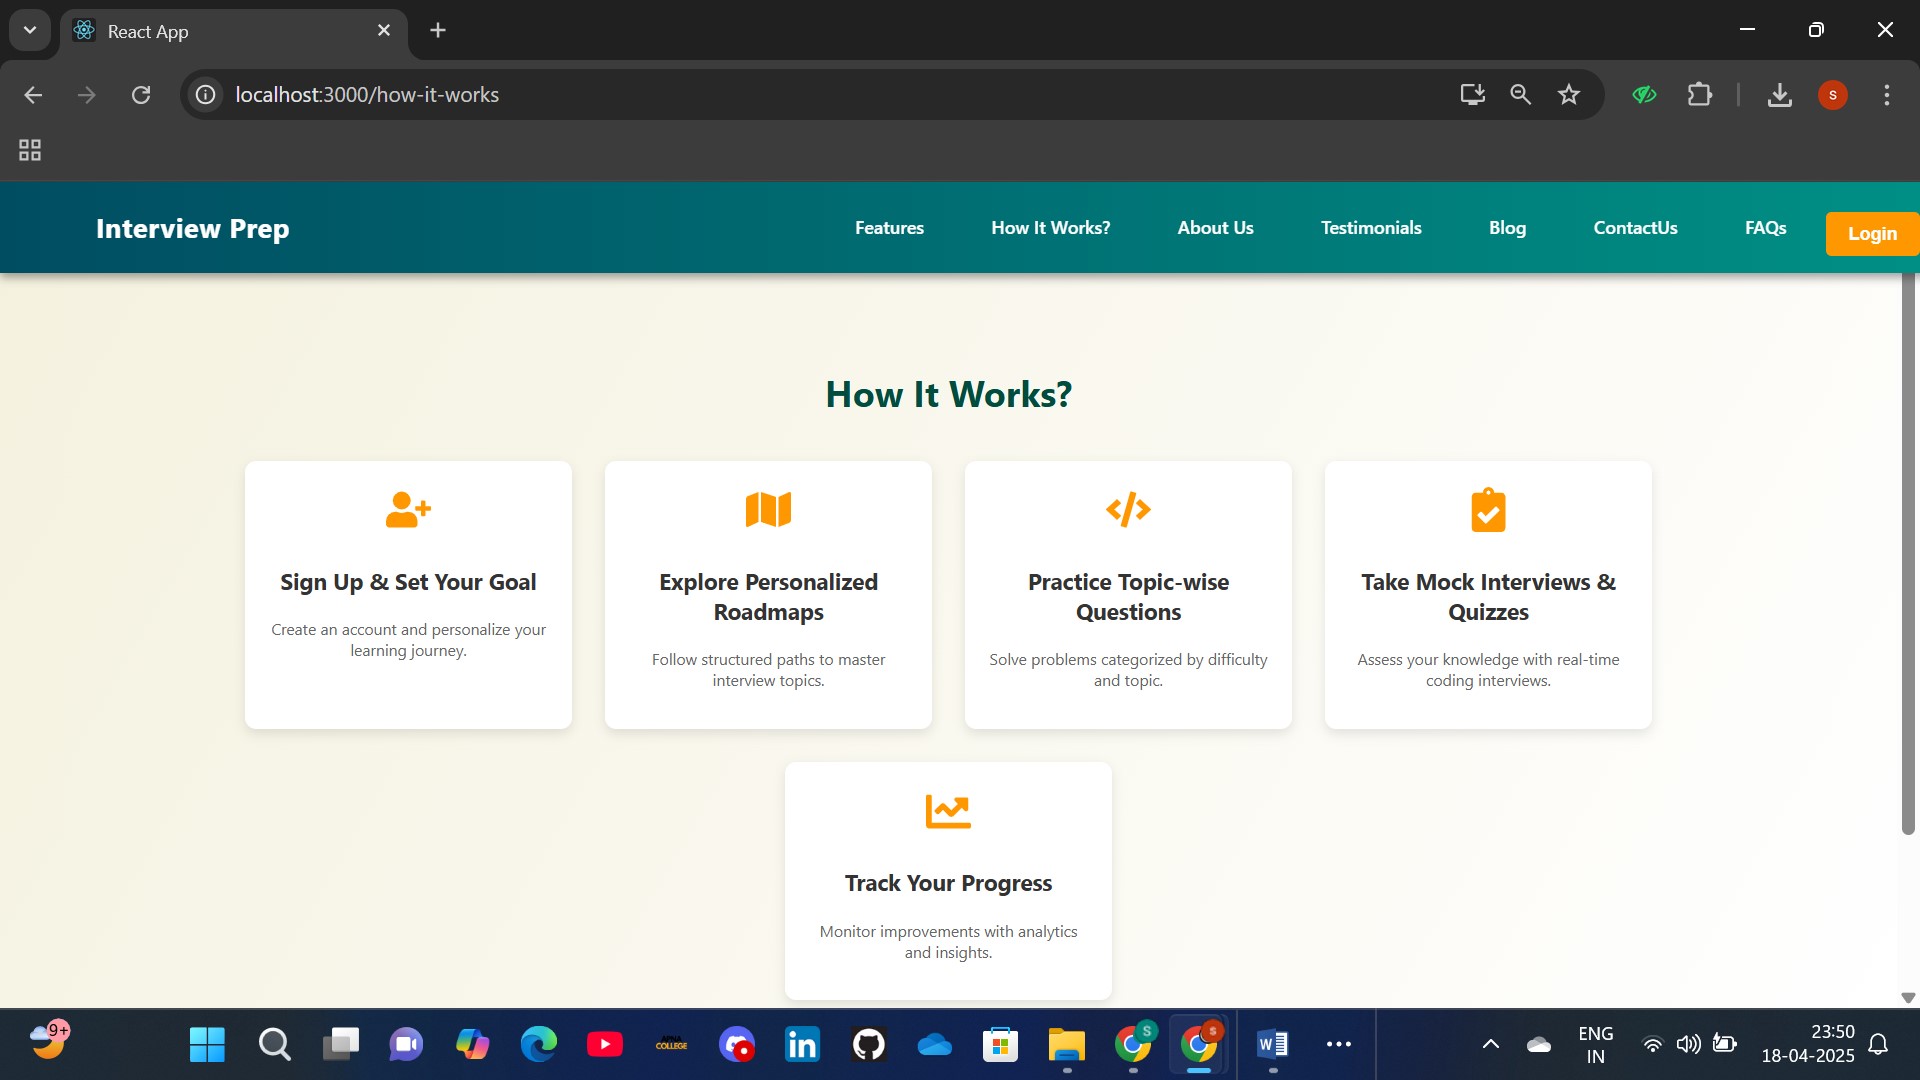 React App
localhost:3000/how-it-works
S
Interview Prep
Features
How It Works?
About Us
Testimonials
Blog
ContactUs
FAQs
Login
How It Works?
Sign Up & Set Your Goal
Create an account and personalize your
learning journey.
Explore Personalized
Roadmaps
Follow structured paths to master
interview topics.
Practice Topic-wise
Questions
Solve problems categorized by difficulty
and topic.
Take Mock Interviews &
Quizzes
Assess your knowledge with real-time
coding interviews.
Track Your Progress
Monitor improvements with analytics
and insights.
9+
APNA
COLLEGE
in
S
S
W
ENG
IN
23:50
18-04-2025